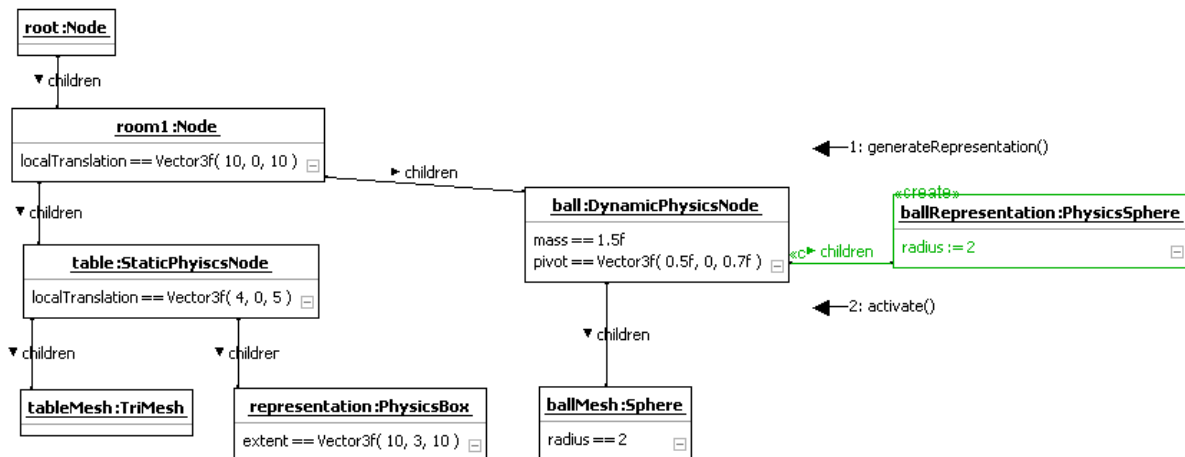 root:Node
▼ children
room1:Node
localTranslation == Vector3f( 10, 0, 10 )
► children
1: generateRepresentation()
«create»
ballRepresentation:PhysicsSphere
radius := 2
ball:DynamicPhysicsNode
mass == 1.5f
pivot == Vector3f( 0.5f, 0, 0.7f )
«c► children
2: activate()
▼ children
table:StaticPhyiscsNode
localTranslation == Vector3f( 4, 0, 5 )
▼ children
▼ childrer
▼ children
tableMesh:TriMesh
representation:PhysicsBox
extent == Vector3f( 10, 3, 10 )
ballMesh:Sphere
radius == 2